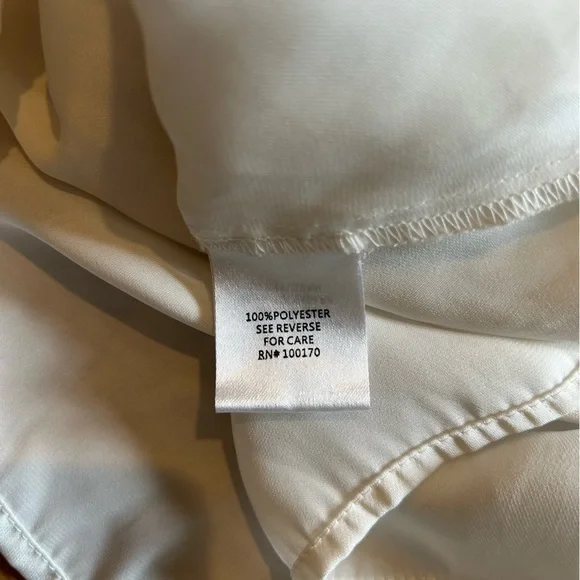 100%POLYESTER
SEE REVERSE
FOR CARE
RN# 100170